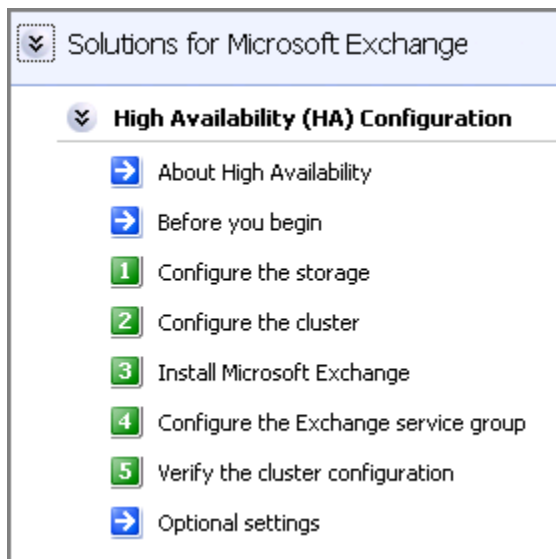 Solutions for Microsoft Exchange
High Availability (HA) Configuration
About High Availability
Before you begin
1 Configure the storage
2 Configure the cluster
3 Install Microsoft Exchange
4 Configure the Exchange service group
5 Verify the cluster configuration
Optional settings